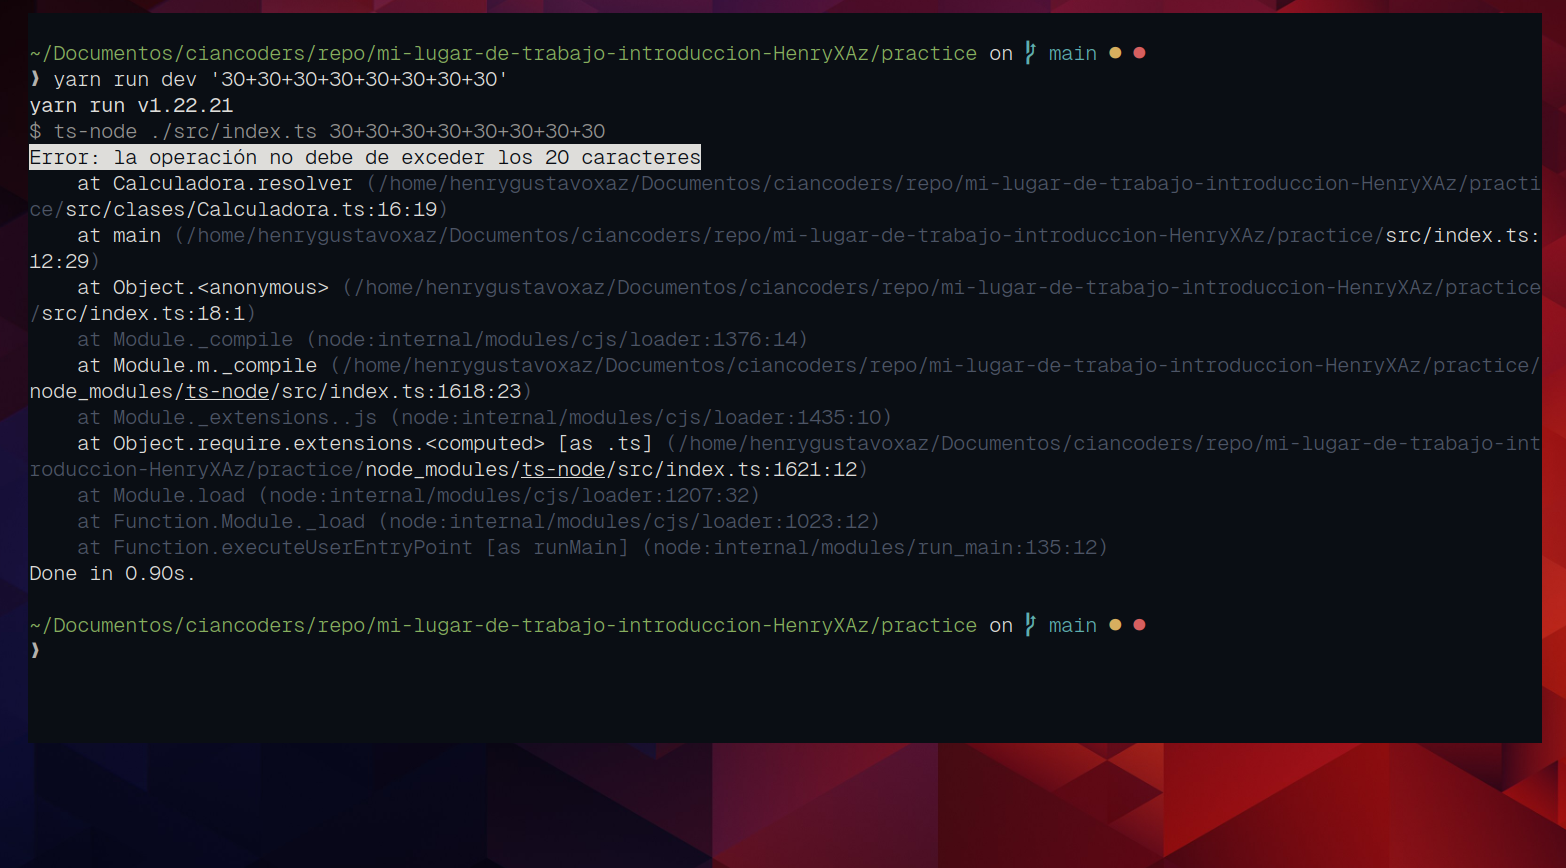 ~/Documentos/ciancoders/repo/mi-lugar-de-trabajo-introduccion-HenryXAz/practice on main
❱ yarn run dev '30+30+30+30+30+30+30+30'
yarn run v1.22.21
$ ts-node ./src/index.ts 30+30+30+30+30+30+30+30
Error: la operación no debe de exceder los 20 caracteres
    at Calculadora.resolver (/home/henrygustavoxaz/Documentos/ciancoders/repo/mi-lugar-de-trabajo-introduccion-HenryXAz/practi
ce/src/clases/Calculadora.ts:16:19)
    at main (/home/henrygustavoxaz/Documentos/ciancoders/repo/mi-lugar-de-trabajo-introduccion-HenryXAz/practice/src/index.ts:
12:29)
    at Object.<anonymous> (/home/henrygustavoxaz/Documentos/ciancoders/repo/mi-lugar-de-trabajo-introduccion-HenryXAz/practice
/src/index.ts:18:1)
    at Module._compile (node:internal/modules/cjs/loader:1376:14)
    at Module.m._compile (/home/henrygustavoxaz/Documentos/ciancoders/repo/mi-lugar-de-trabajo-introduccion-HenryXAz/practice/
node_modules/ts-node/src/index.ts:1618:23)
    at Module._extensions..js (node:internal/modules/cjs/loader:1435:10)
    at Object.require.extensions.<computed> [as .ts] (/home/henrygustavoxaz/Documentos/ciancoders/repo/mi-lugar-de-trabajo-int
roduccion-HenryXAz/practice/node_modules/ts-node/src/index.ts:1621:12)
    at Module.load (node:internal/modules/cjs/loader:1207:32)
    at Function.Module._load (node:internal/modules/cjs/loader:1023:12)
    at Function.executeUserEntryPoint [as runMain] (node:internal/modules/run_main:135:12)
Done in 0.90s.
~/Documentos/ciancoders/repo/mi-lugar-de-trabajo-introduccion-HenryXAz/practice on main
❱